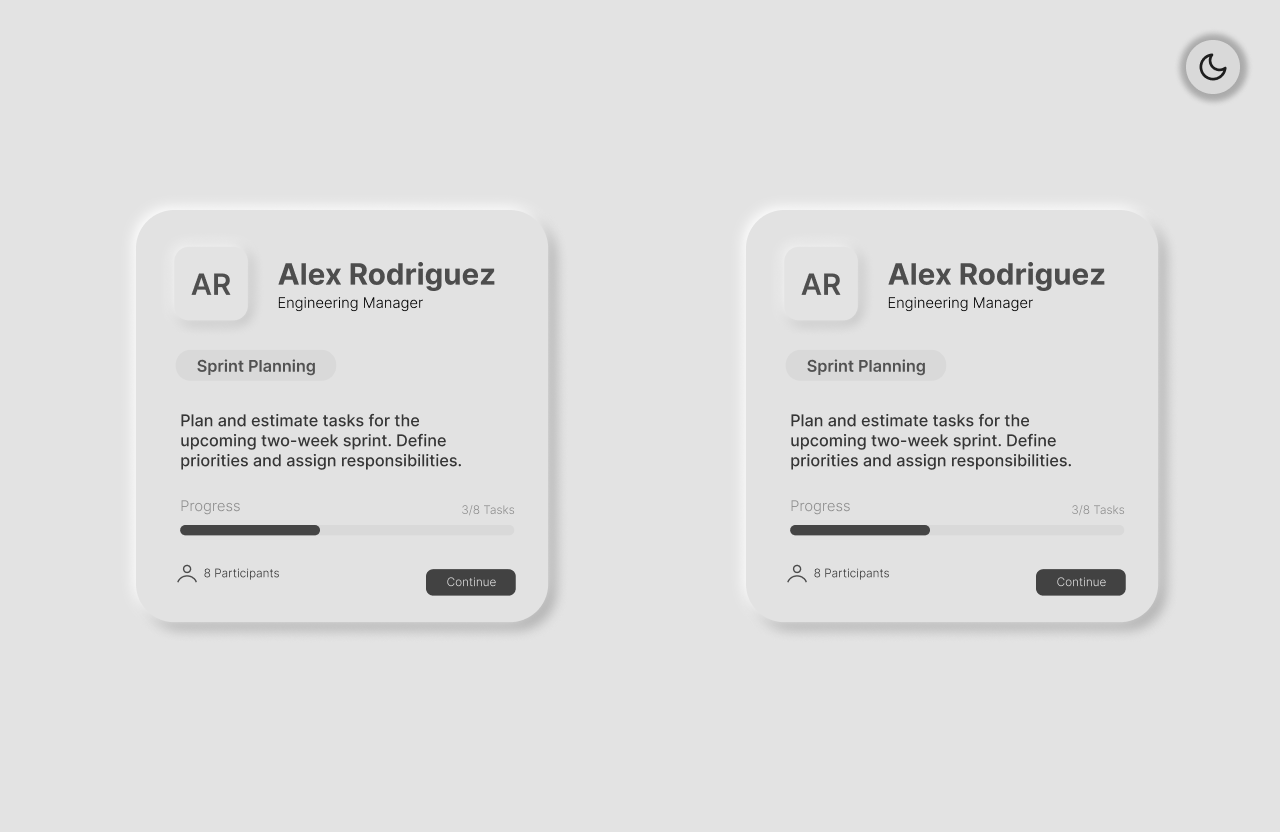 AR
Alex Rodriguez
Engineering Manager
Sprint Planning
Plan and estimate tasks for the
upcoming two-week sprint. Define
priorities and assign responsibilities.
Progress
3/8 Tasks
8 Participants
Continue
AR
Alex Rodriguez
Engineering Manager
Sprint Planning
Plan and estimate tasks for the
upcoming two-week sprint. Define
priorities and assign responsibilities.
Progress
3/8 Tasks
8 Participants
Continue